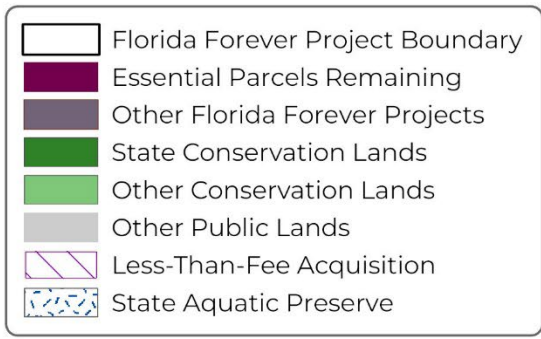 Florida Forever Project Boundary
Essential Parcels Remaining
Other Florida Forever Projects
State Conservation Lands
Other Conservation Lands
Other Public Lands
Less-Than-Fee Acquisition
State Aquatic Preserve